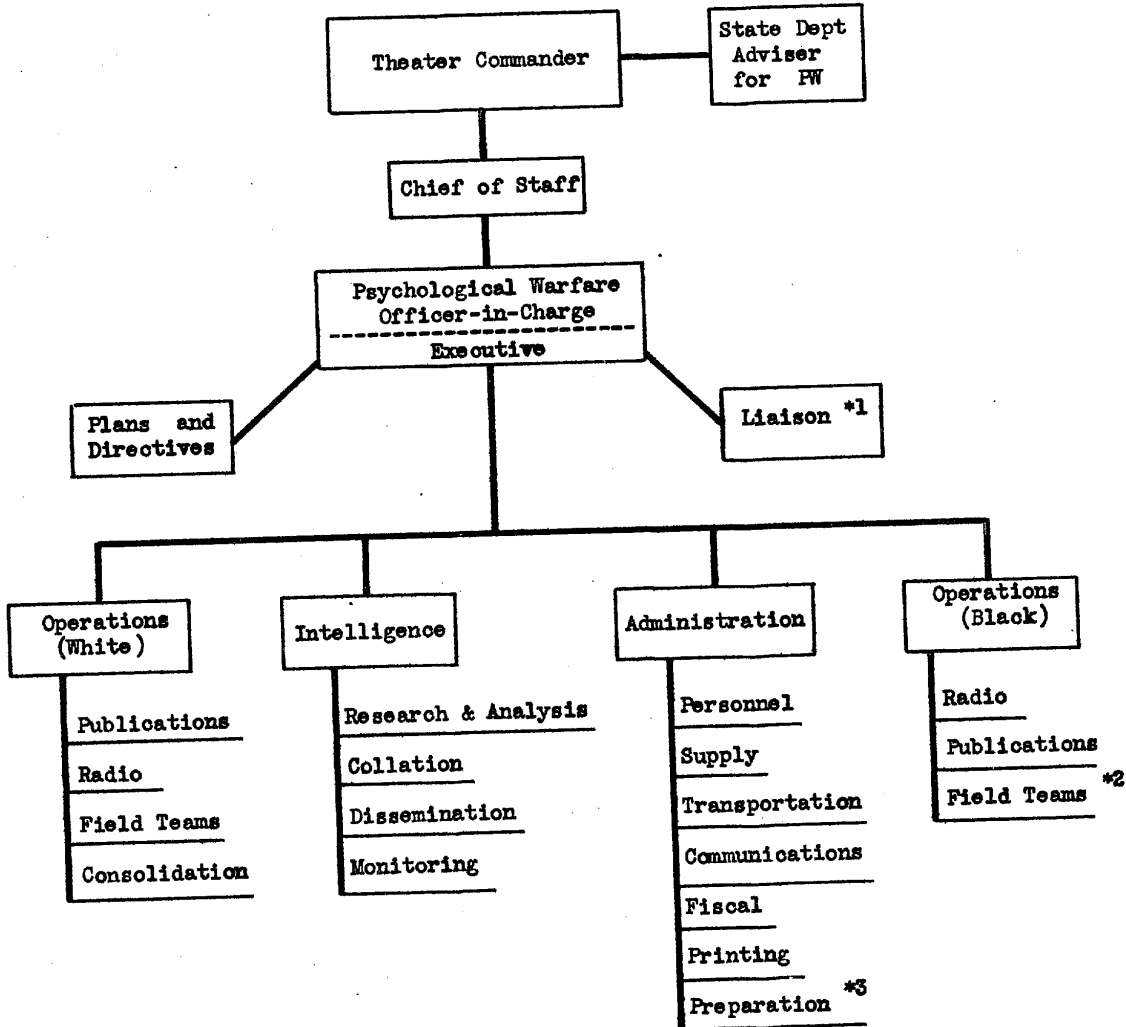 Theater Commander
State Dept
Adviser
for PW
Chief of Staff
Psychological Warfare
Officer-in-Charge
Executive
Plans and
Directives
Liaison *1
Operations
(White)
Publications
Radio
Field Teams
Consolidation
Intelligence
Research & Analysis
Collation
Dissemination
Monitoring
Administration
Personnel
Supply
Transportation
Communications
Fiscal
Printing
Preparation *3
Operations
(Black)
Radio
Publications
Field Teams *2